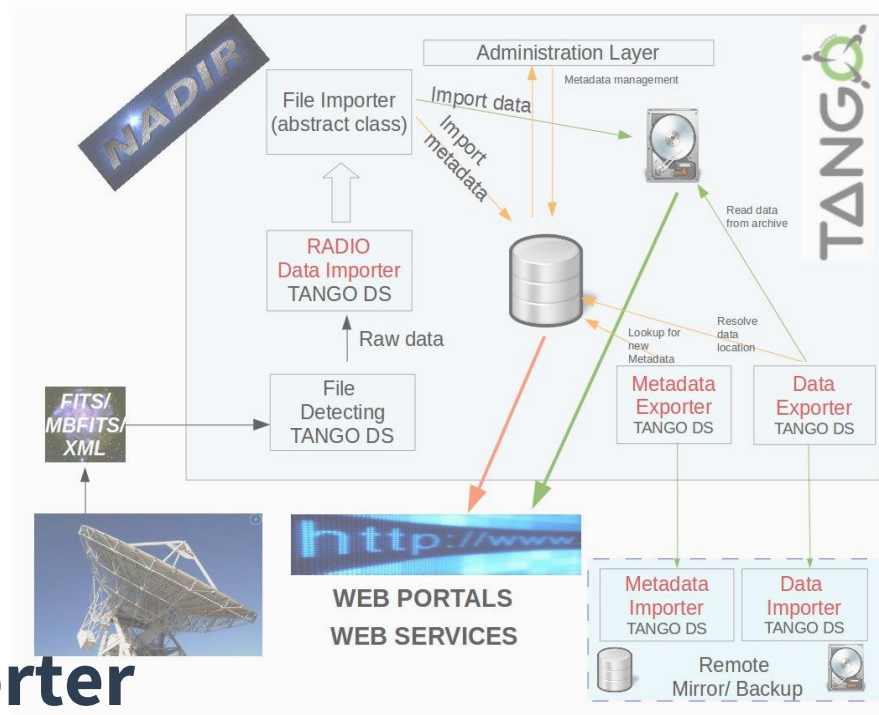 NADIR
Administration Layer
TANGO
Metadata management
File Importer
(abstract class)
Import data
Import
metadata
Read data
from archive
RADIO
Data Importer
TANGO DS
Raw data
Lookup for
new
Metadata
Resolve
data
location
File
Detecting
TANGO DS
Metadata
Exporter
TANGO DS
Data
Exporter
TANGO DS
FITS/
MBFITS/
XML
http://www.
WEB PORTALS
WEB SERVICES
Metadata
Importer
TANGO DS
Data
Importer
TANGO DS
Remote
Mirror/ Backup
rter